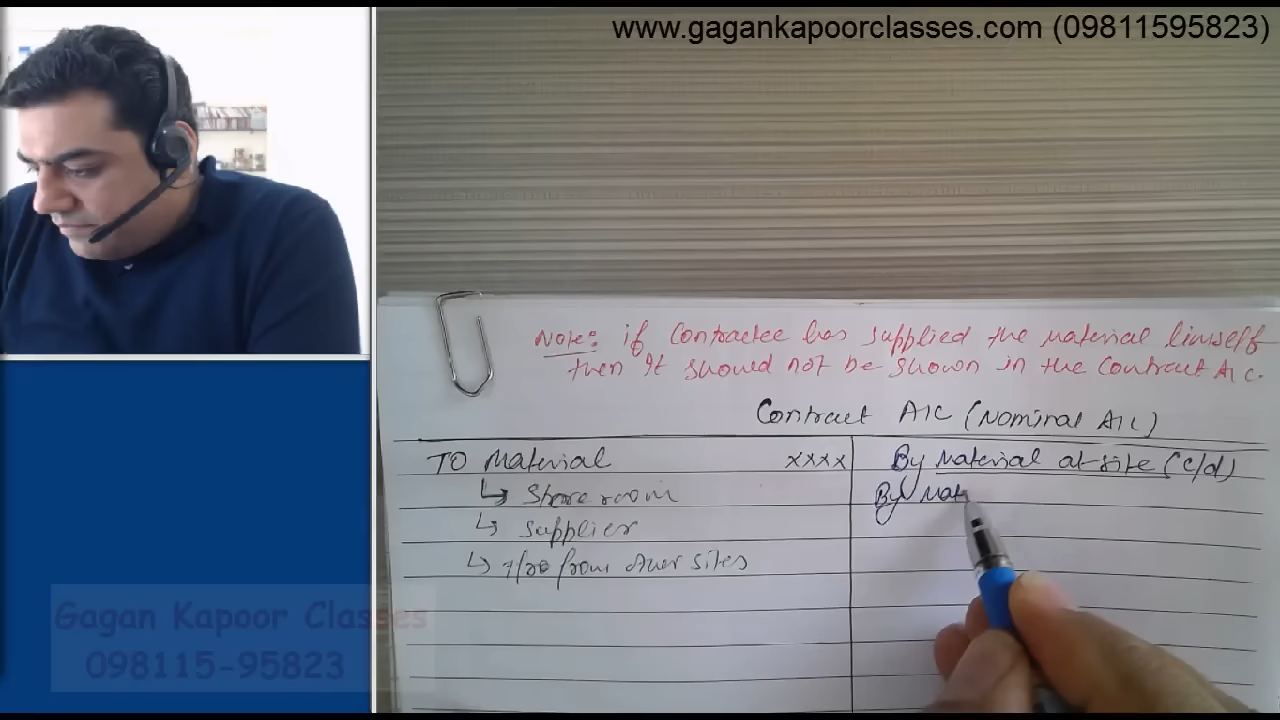 www.gagankapoorclasses.com (09811595823)
Note: if Contractee has supplied the material himself
then It should not be shown in the Contract A/C.
Contract A/C (Nominal A/C)
TO Material xxxx
By Material at site (c/d)
↳ Store room
By Mat
↳ Supplier
↳ from other sites
Gagan Kapoor Classes
098115-95823